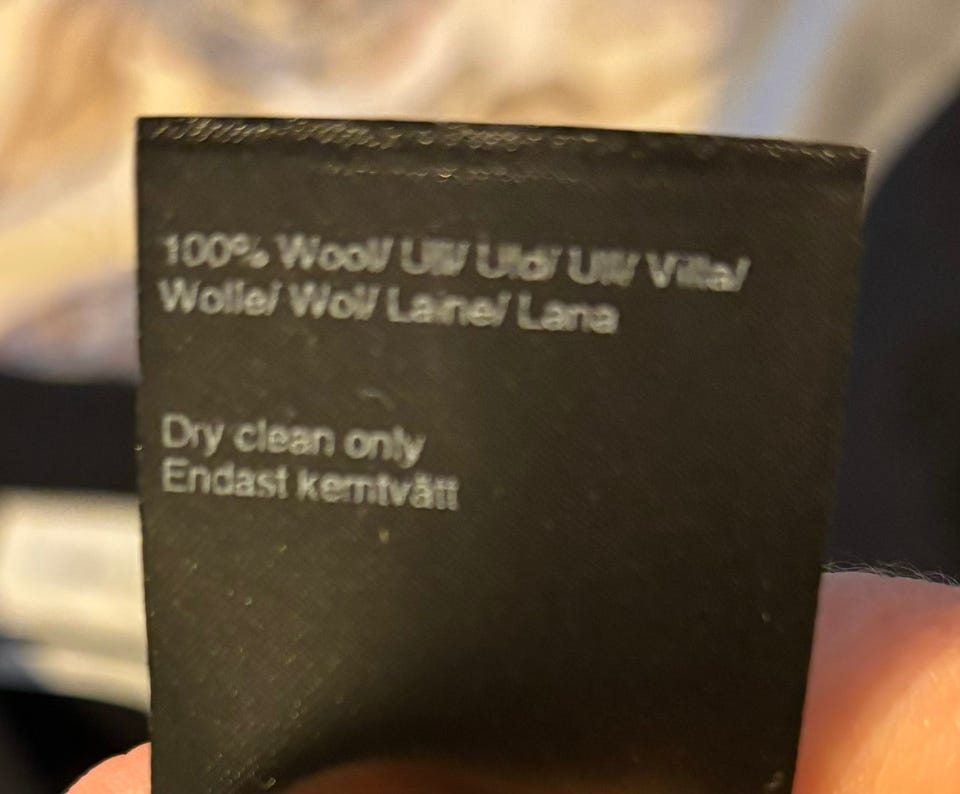 100% Wool/ Ull/ Uld/ Ull/ Villa/
Wolle/ Wol/ Laine/ Lana
Dry clean only
Endast kemtvätt